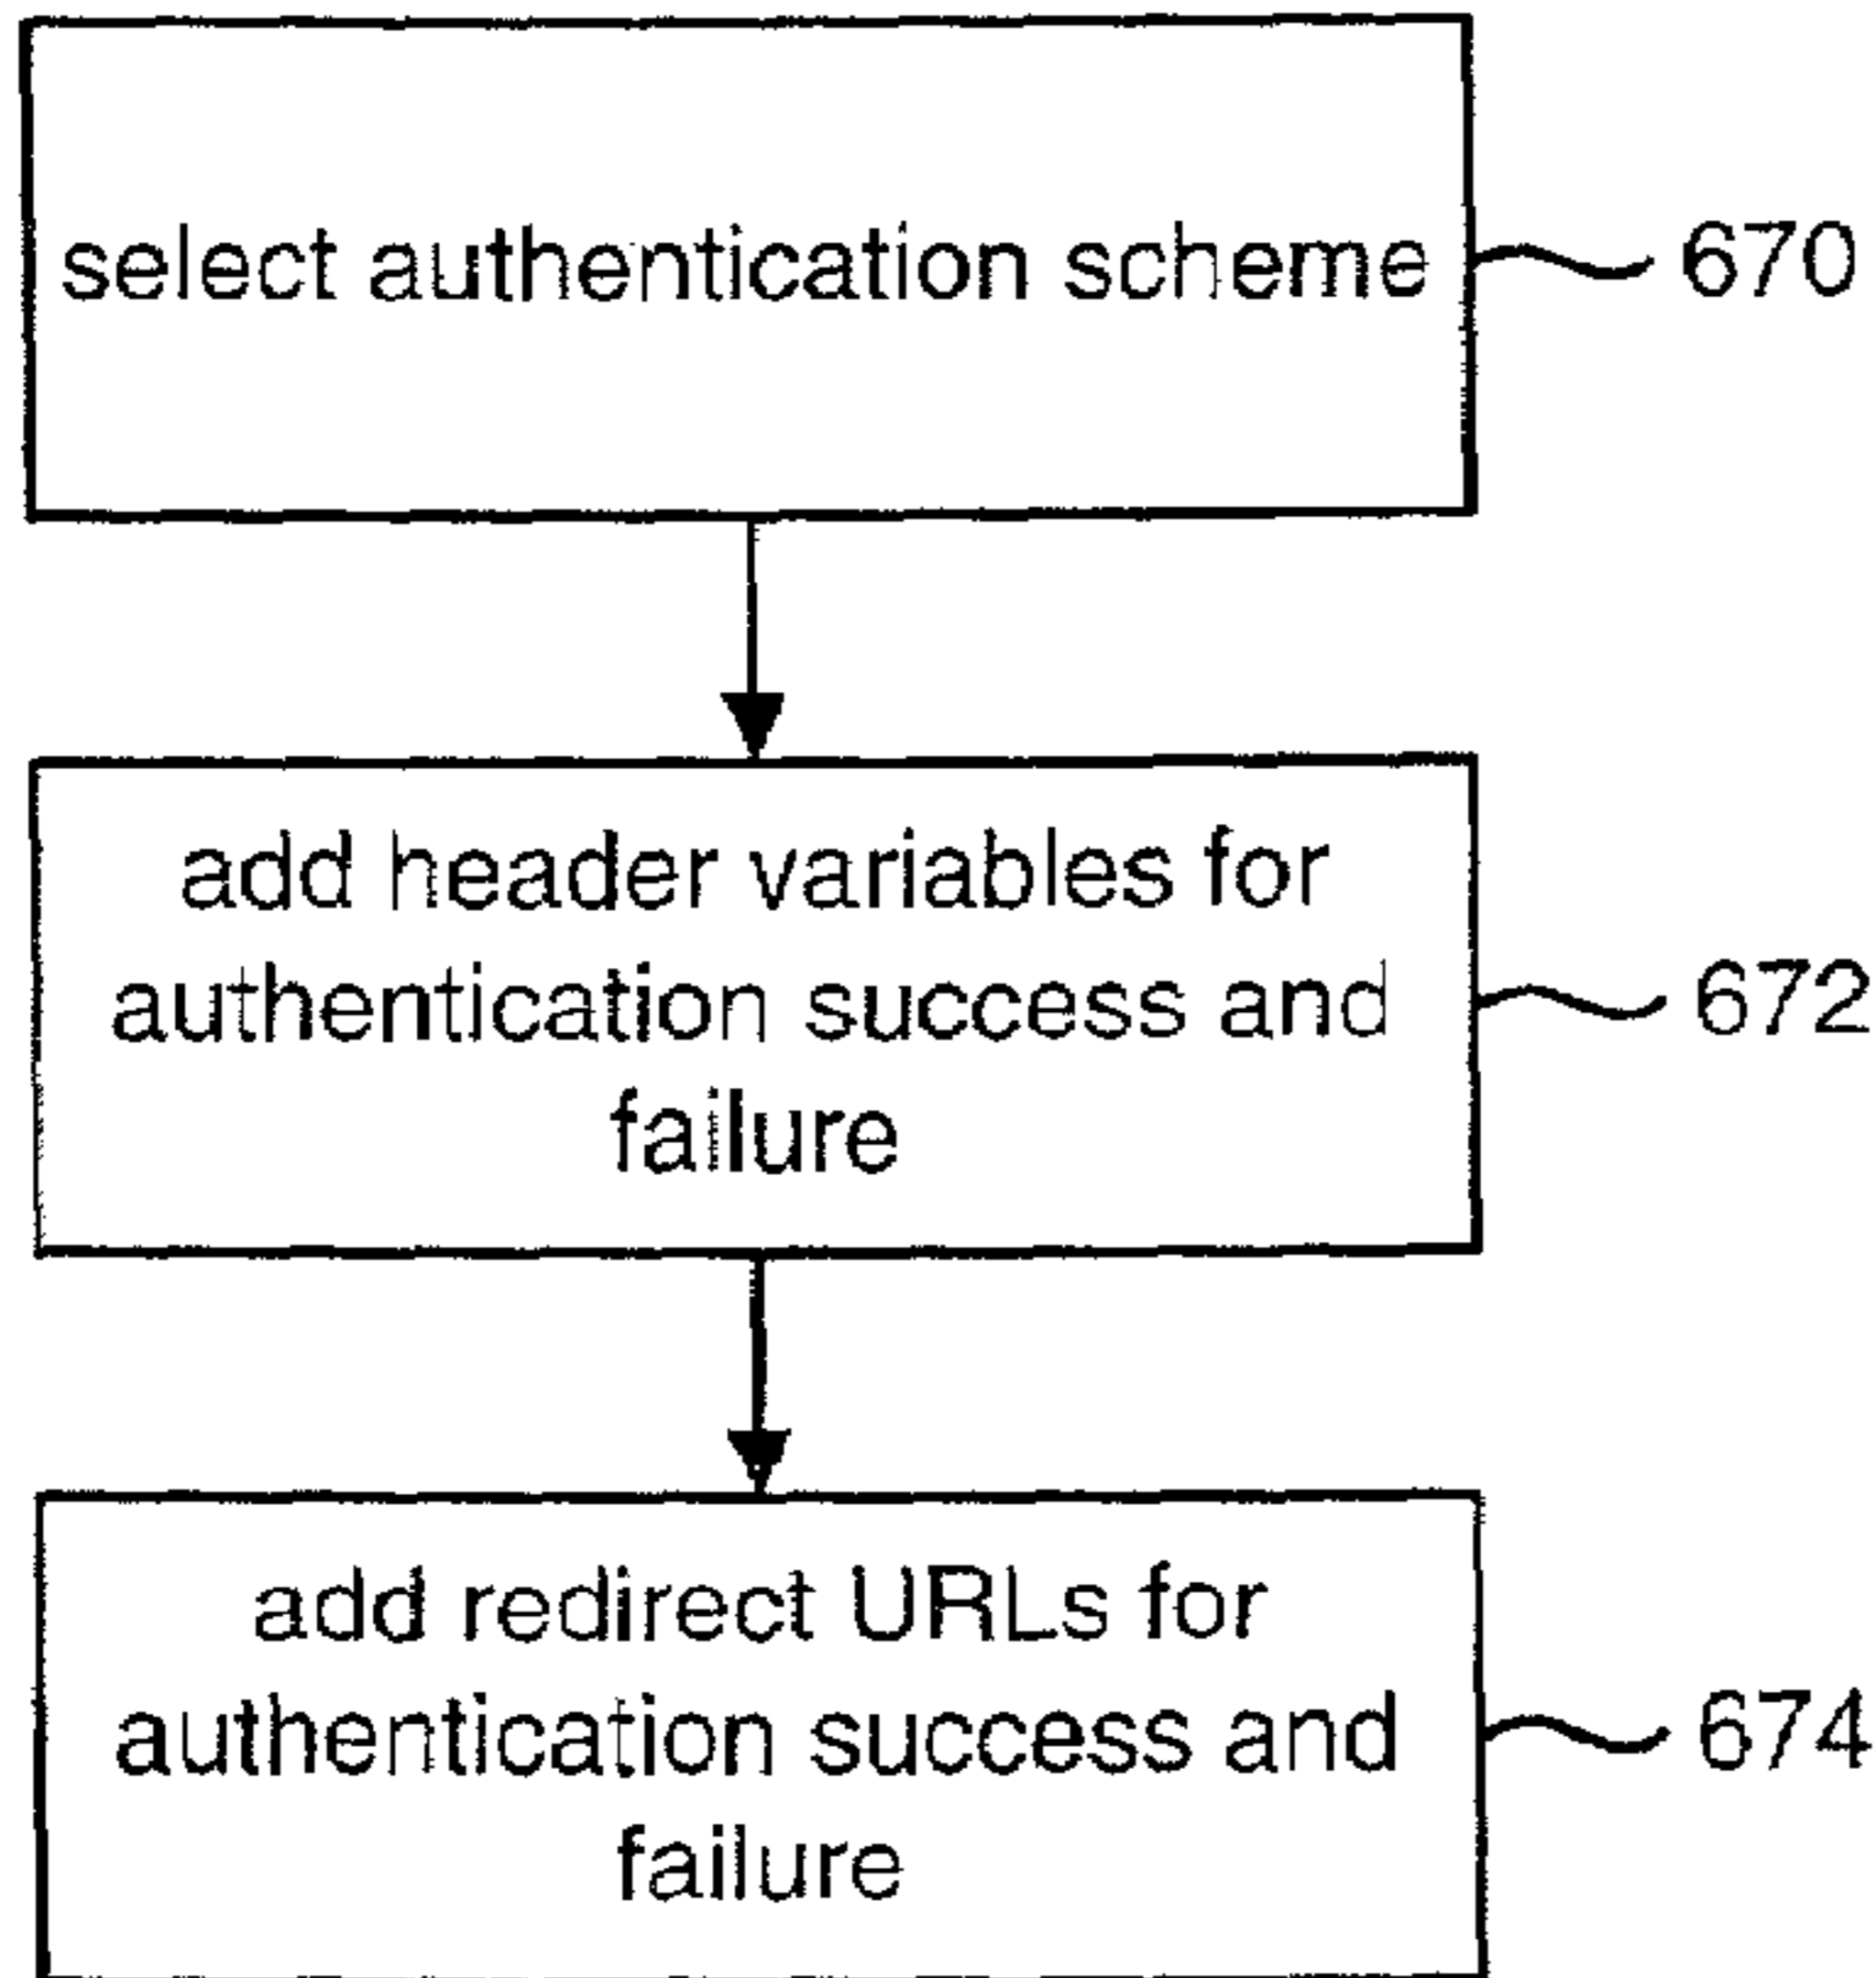 select authentication scheme
670
add header variables for
authentication success and
failure
672
add redirect URLs for
authentication success and
failure
674